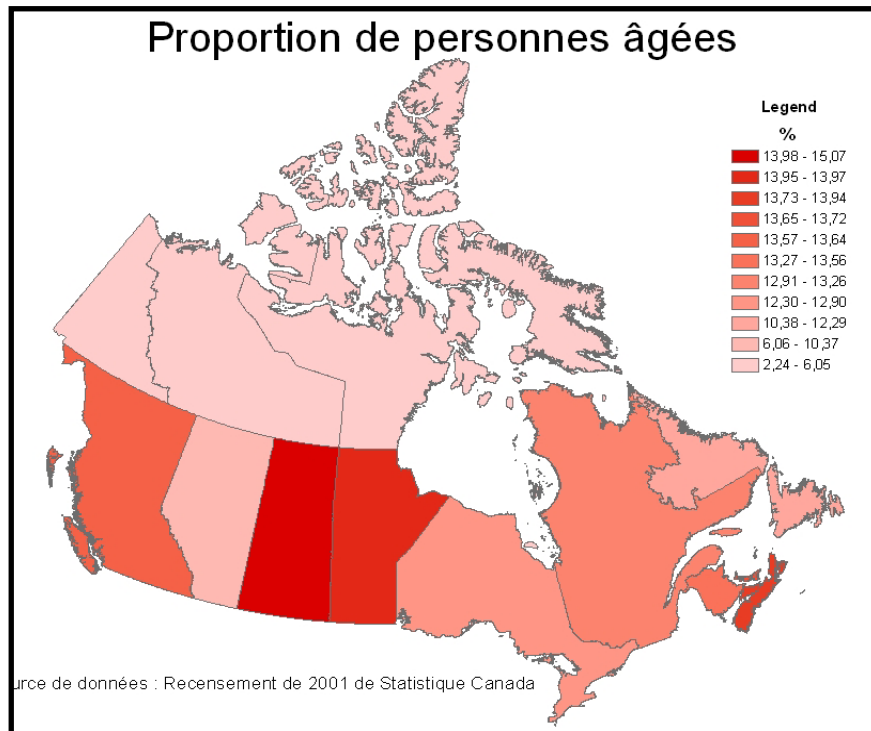 Proportion de personnes âgées
Legend
%
13,98 - 15,07
13,95 - 13,97
13,73 - 13,94
13,65 - 13,72
13,57 - 13,64
13,27 - 13,56
12,91 - 13,26
12,30 - 12,90
10,38 - 12,29
6,06 - 10,37
2,24 - 6,05
urce de données : Recensement de 2001 de Statistique Canada